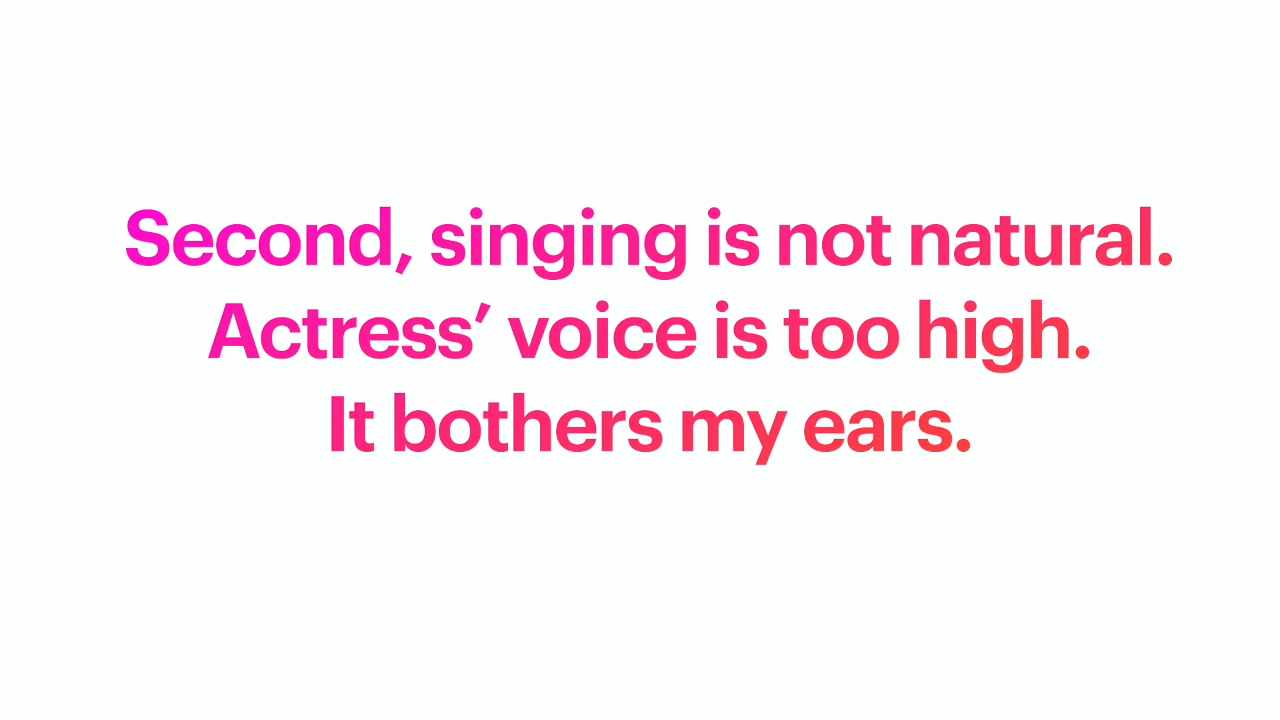 Second, singing is not natural.
Actress’ voice is too high.
It bothers my ears.